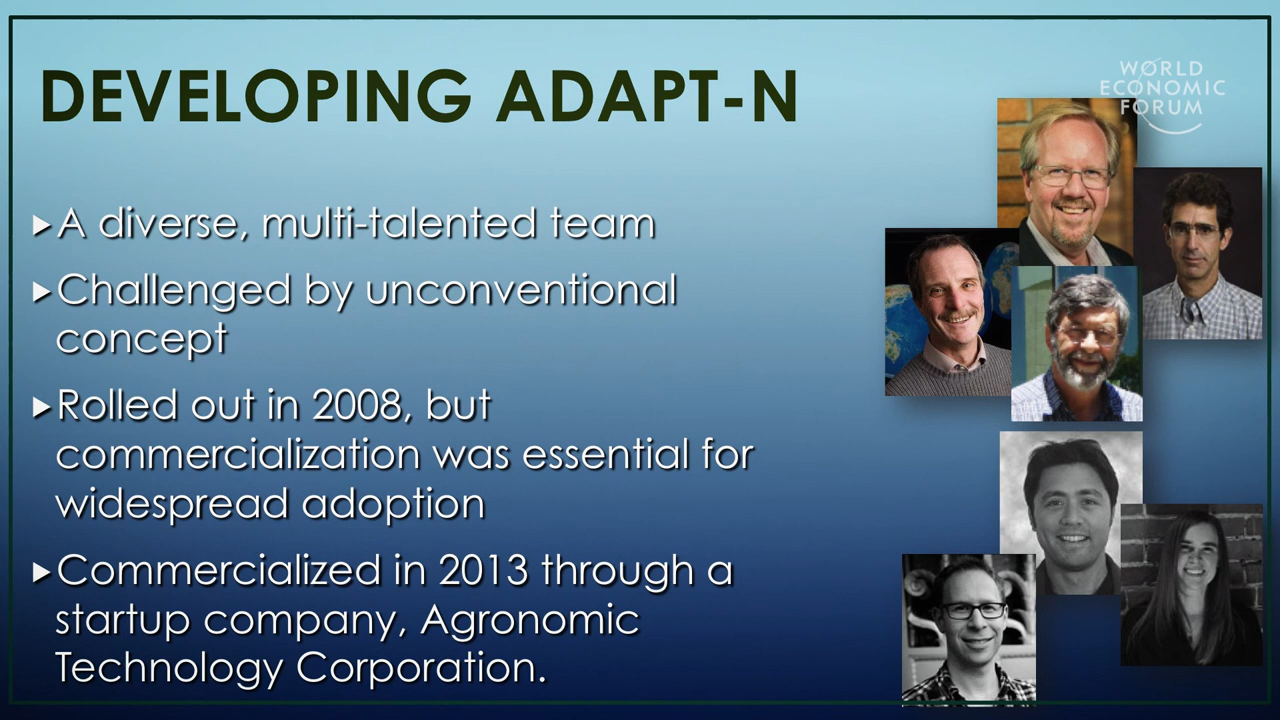 WORLD
ECONOMIC
FORUM
DEVELOPING ADAPT-N
A diverse, multi-talented team
Challenged by unconventional
concept
Rolled out in 2008, but
commercialization was essential for
widespread adoption
Commercialized in 2013 through a
startup company, Agronomic
Technology Corporation.